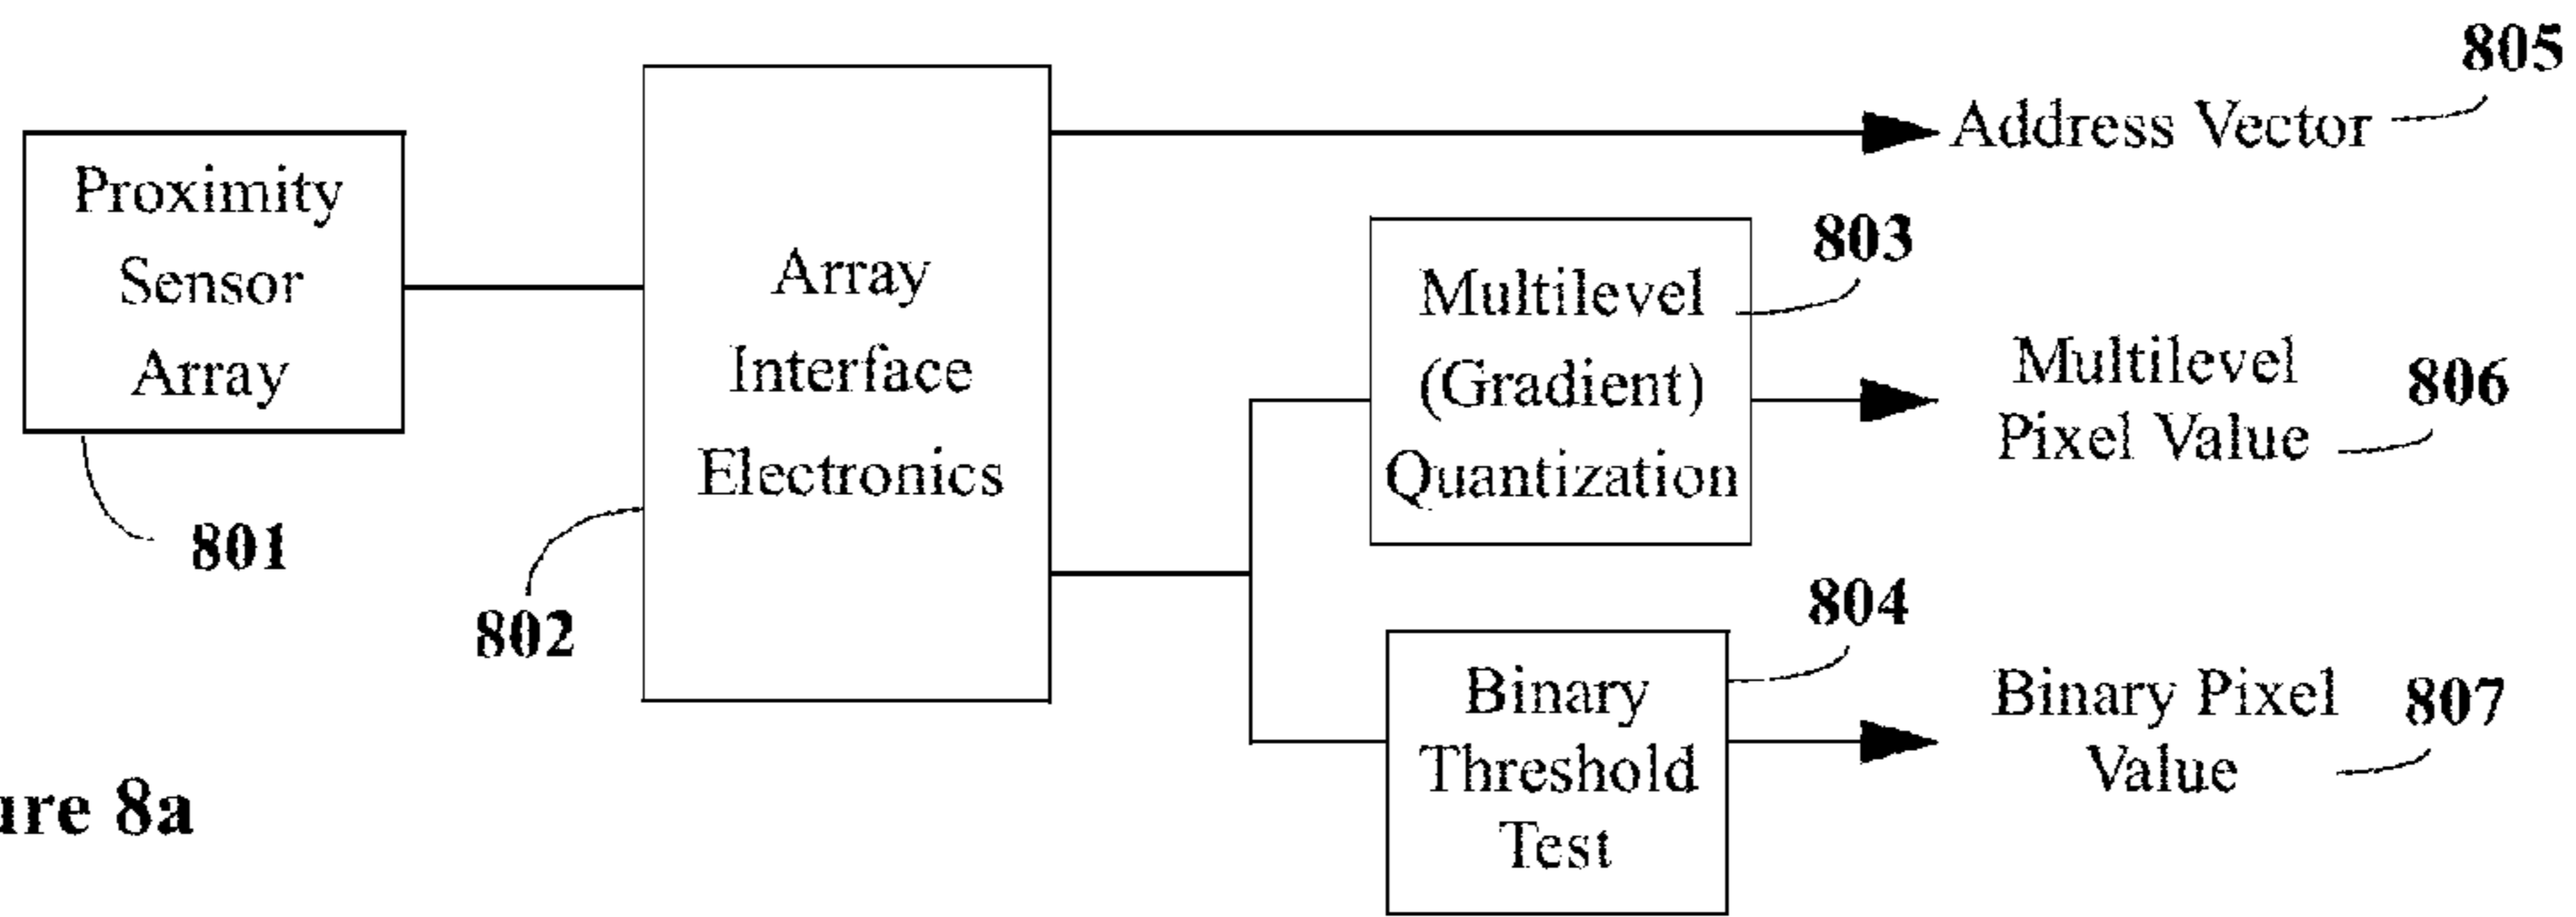 805
Address Vector
Proximity
Sensor
Array
801
Array
Interface
Electronics
802
Multilevel
(Gradient)
Quantization
803
Multilevel
Pixel Value
806
Binary
Threshold
Test
804
Binary Pixel
Value
807
ure 8a